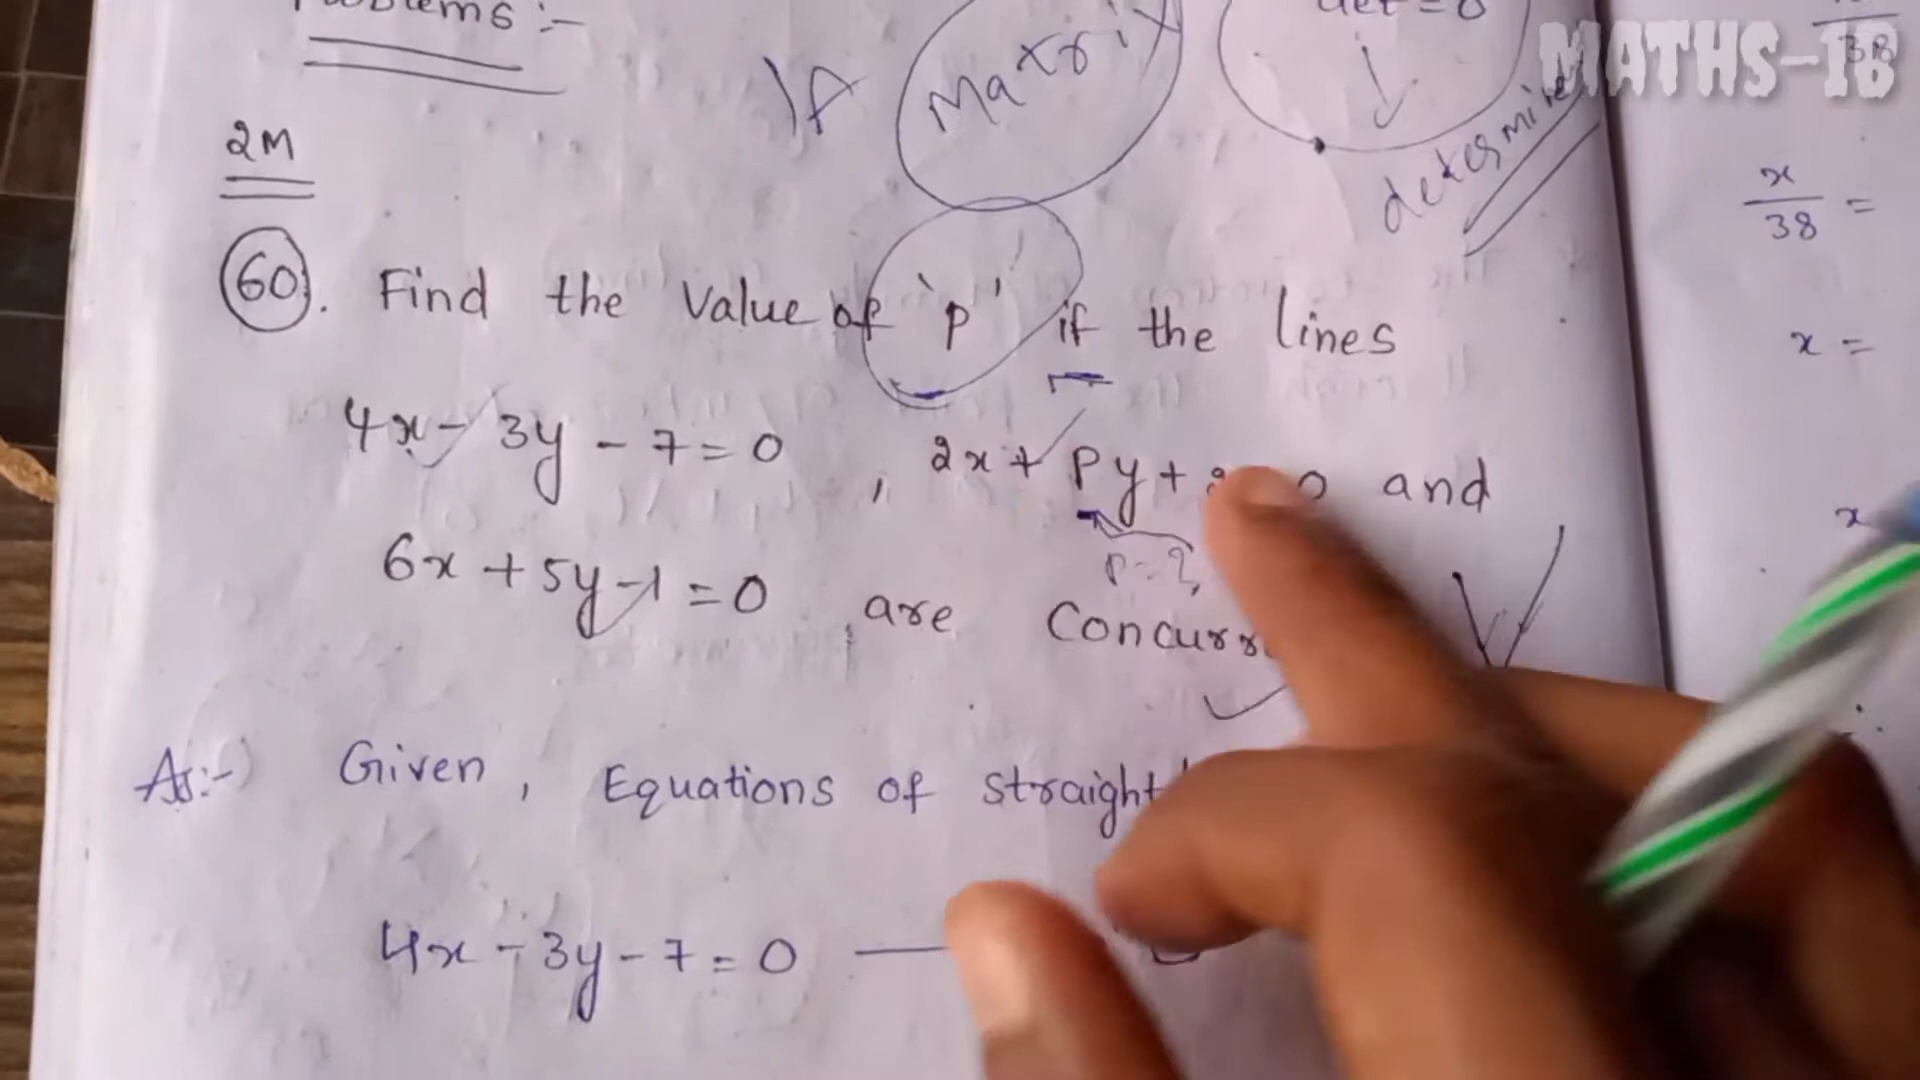 Problems :-
If Matrix det = 0
determine
MATHS-1B
2M
60. Find the value of 'p' if the lines
4x - 3y - 7 = 0 , 2x + Py + 0 and
P = ?
6x + 5y - 1 = 0 are
As:- Given, Equations of straight
4x - 3y - 7 = 0
38
x/38 =
x =
x